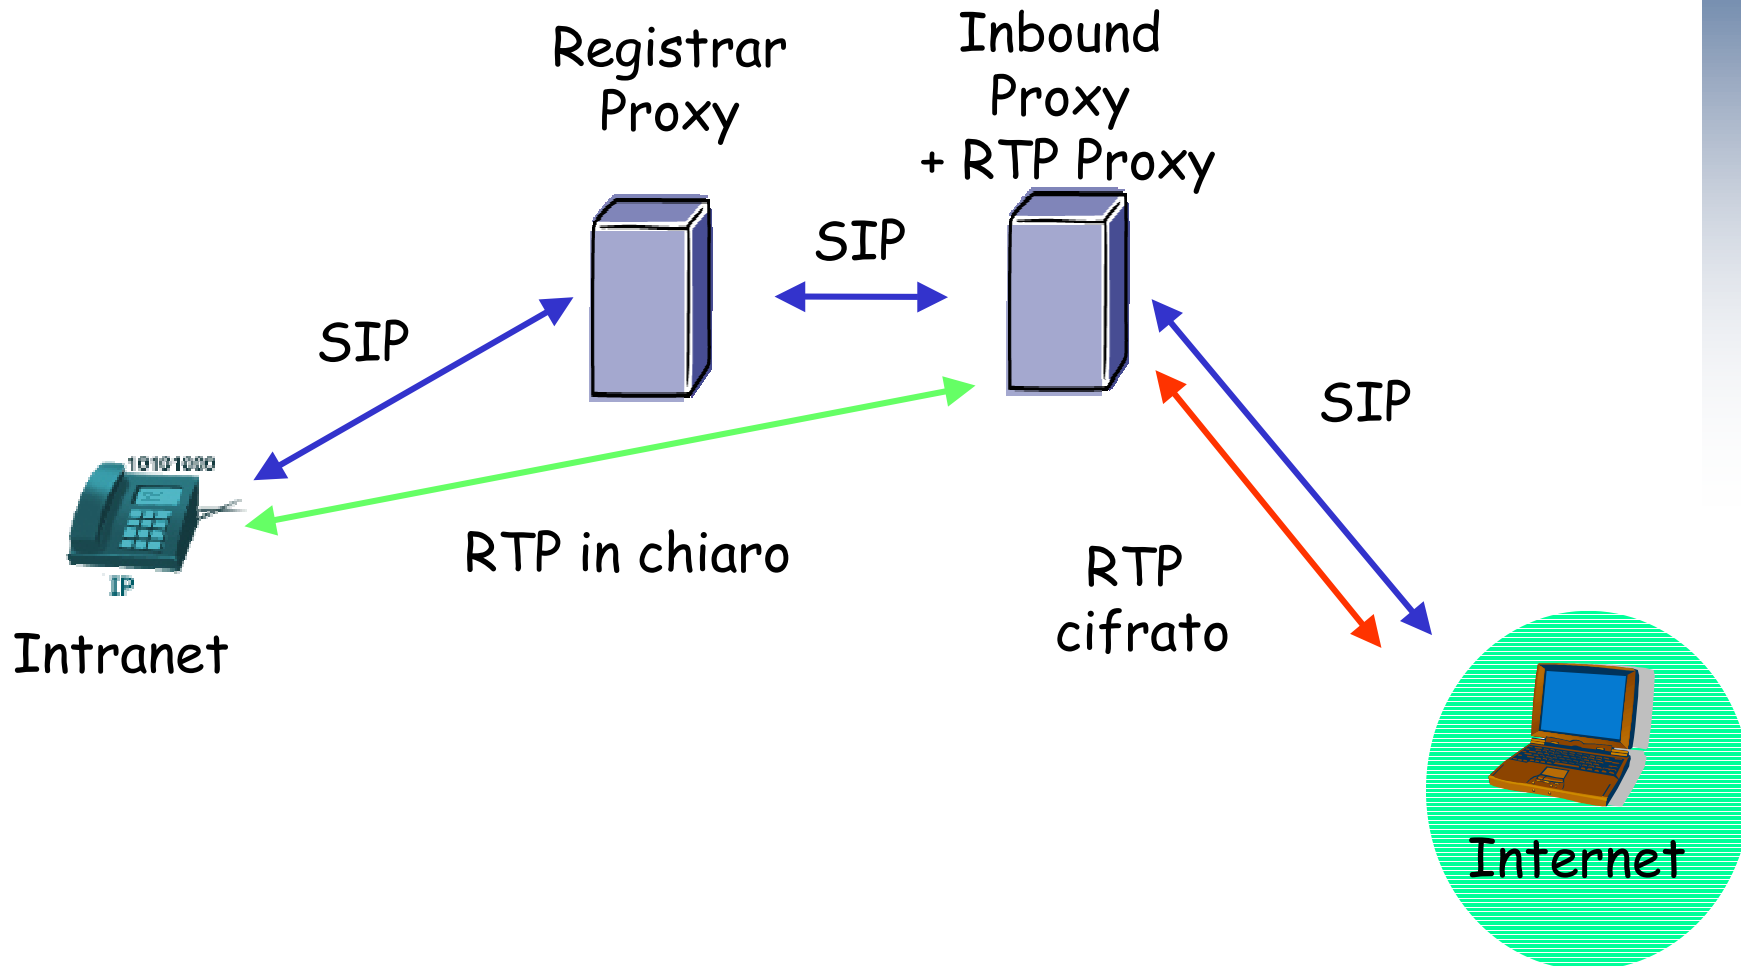 Registrar
Proxy
Inbound
Proxy
+ RTP Proxy
SIP
SIP
SIP
10101000
IP
RTP in chiaro
RTP
cifrato
Intranet
Internet